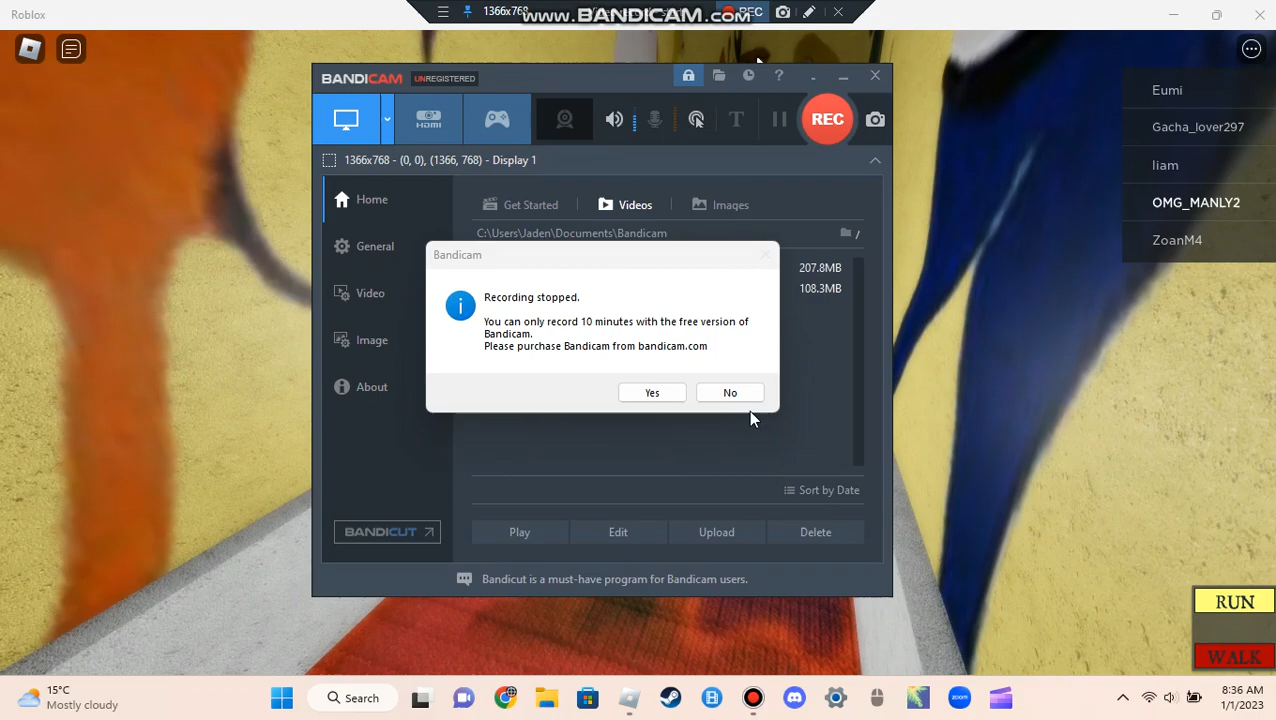 Roblox
1366x768
www.BANDICAM.com
REC
BANDICAM UNREGISTERED
REC
1366x768 - (0, 0), (1366, 768) - Display 1
Home
General
Video
Image
About
BANDICUT
Get Started
Videos
Images
C:\Users\Jaden\Documents\Bandicam
/
207.8MB
108.3MB
Bandicam
Recording stopped.
You can only record 10 minutes with the free version of
Bandicam.
Please purchase Bandicam from bandicam.com
Yes
No
Sort by Date
Play
Edit
Upload
Delete
Bandicut is a must-have program for Bandicam users.
Eumi
Gacha_lover297
liam
OMG_MANLY2
ZoanM4
RUN
WALK
15°C
Mostly cloudy
Search
8:36 AM
1/1/2023